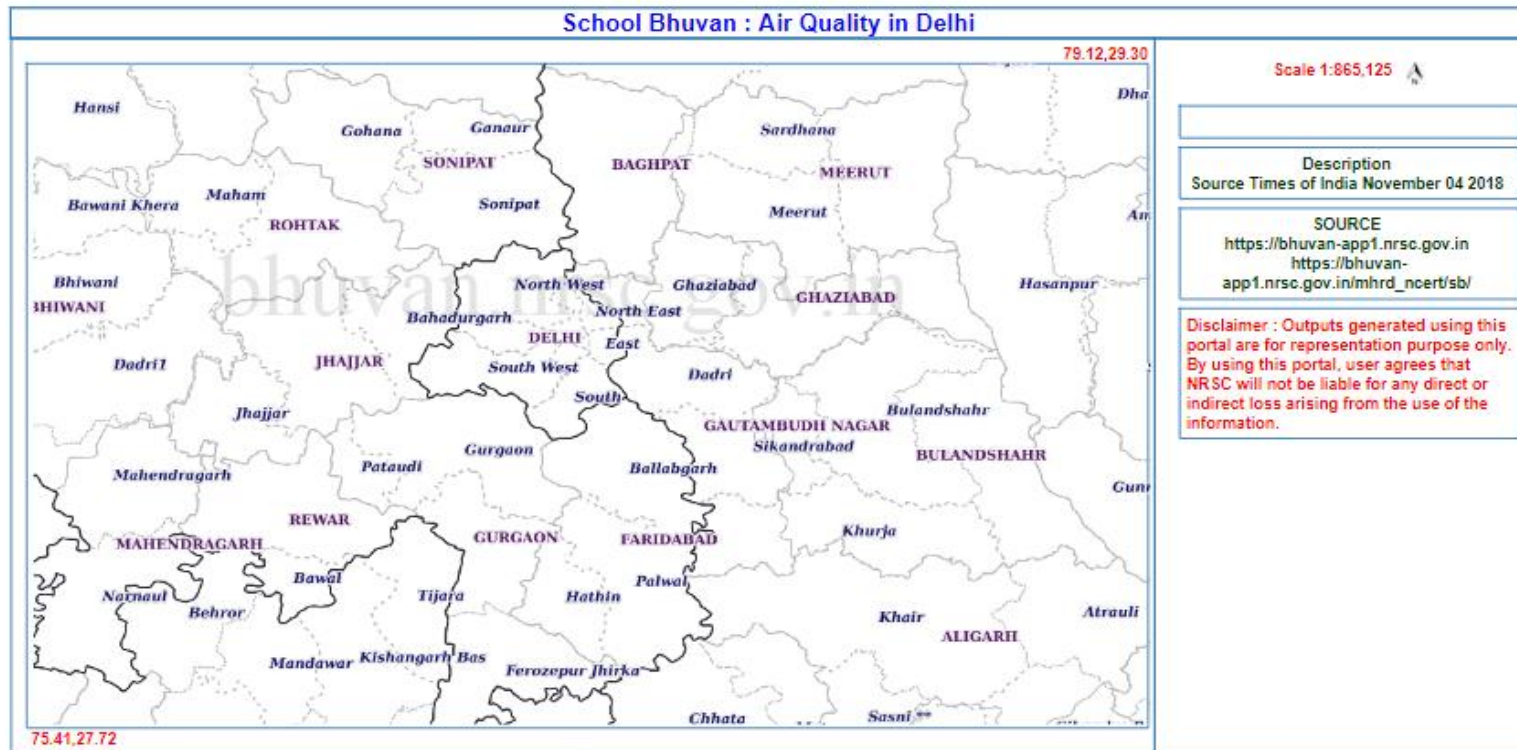 School Bhuvan : Air Quality in Delhi
79.12,29.30
Scale 1:865,125
N
Hansi
Gohana
Ganaur
Sardhana
Dha
SONIPAT
BAGHPAT
MEERUT
Description
Source Times of India November 04 2018
Bawani Khera
Maham
Sonipat
Meerut
Am
ROHTAK
SOURCE
https://bhuvan-app1.nrsc.gov.in
https://bhuvan-
app1.nrsc.gov.in/mhrd_ncert/sb/
Bhiwani
bhuvan.nrsc.gov.in
North West
Ghaziabad
Hasanpur
BHIWANI
GHAZIABAD
Bahadurgarh
North East
DELHI
East
Disclaimer : Outputs generated using this
portal are for representation purpose only.
By using this portal, user agrees that
NRSC will not be liable for any direct or
indirect loss arising from the use of the
information.
Dadri1
JHAJJAR
South West
Dadri
Jhajjar
South
Bulandshahr
GAUTAMBUDH NAGAR
Sikandrabad
BULANDSHAHR
Gurgaon
Mahendragarh
Pataudi
Ballabgarh
Gunn
REWAR
Khurja
MAHENDRAGARH
GURGAON
FARIDABAD
Bawal
Palwal
Narnaul
Behror
Tijara
Hathin
Khair
Atrauli
ALIGARH
Mandawar
Kishangarh Bas
Ferozepur Jhirka
Chhata
Sasni **
75.41,27.72